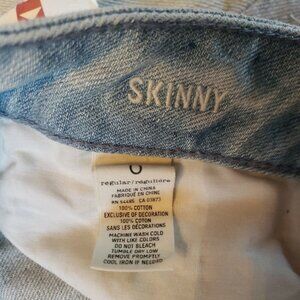 SKINNY
0
regular/régulière
MADE IN CHINA
FABRIQUÉ EN CHINE
RN 54485 CA 03873
100% COTTON
EXCLUSIVE OF DECORATION
100% COTON
SANS LES DÉCORATIONS
MACHINE WASH COLD
WITH LIKE COLORS
DO NOT BLEACH
TUMBLE DRY LOW
REMOVE PROMPTLY
COOL IRON IF NEEDED